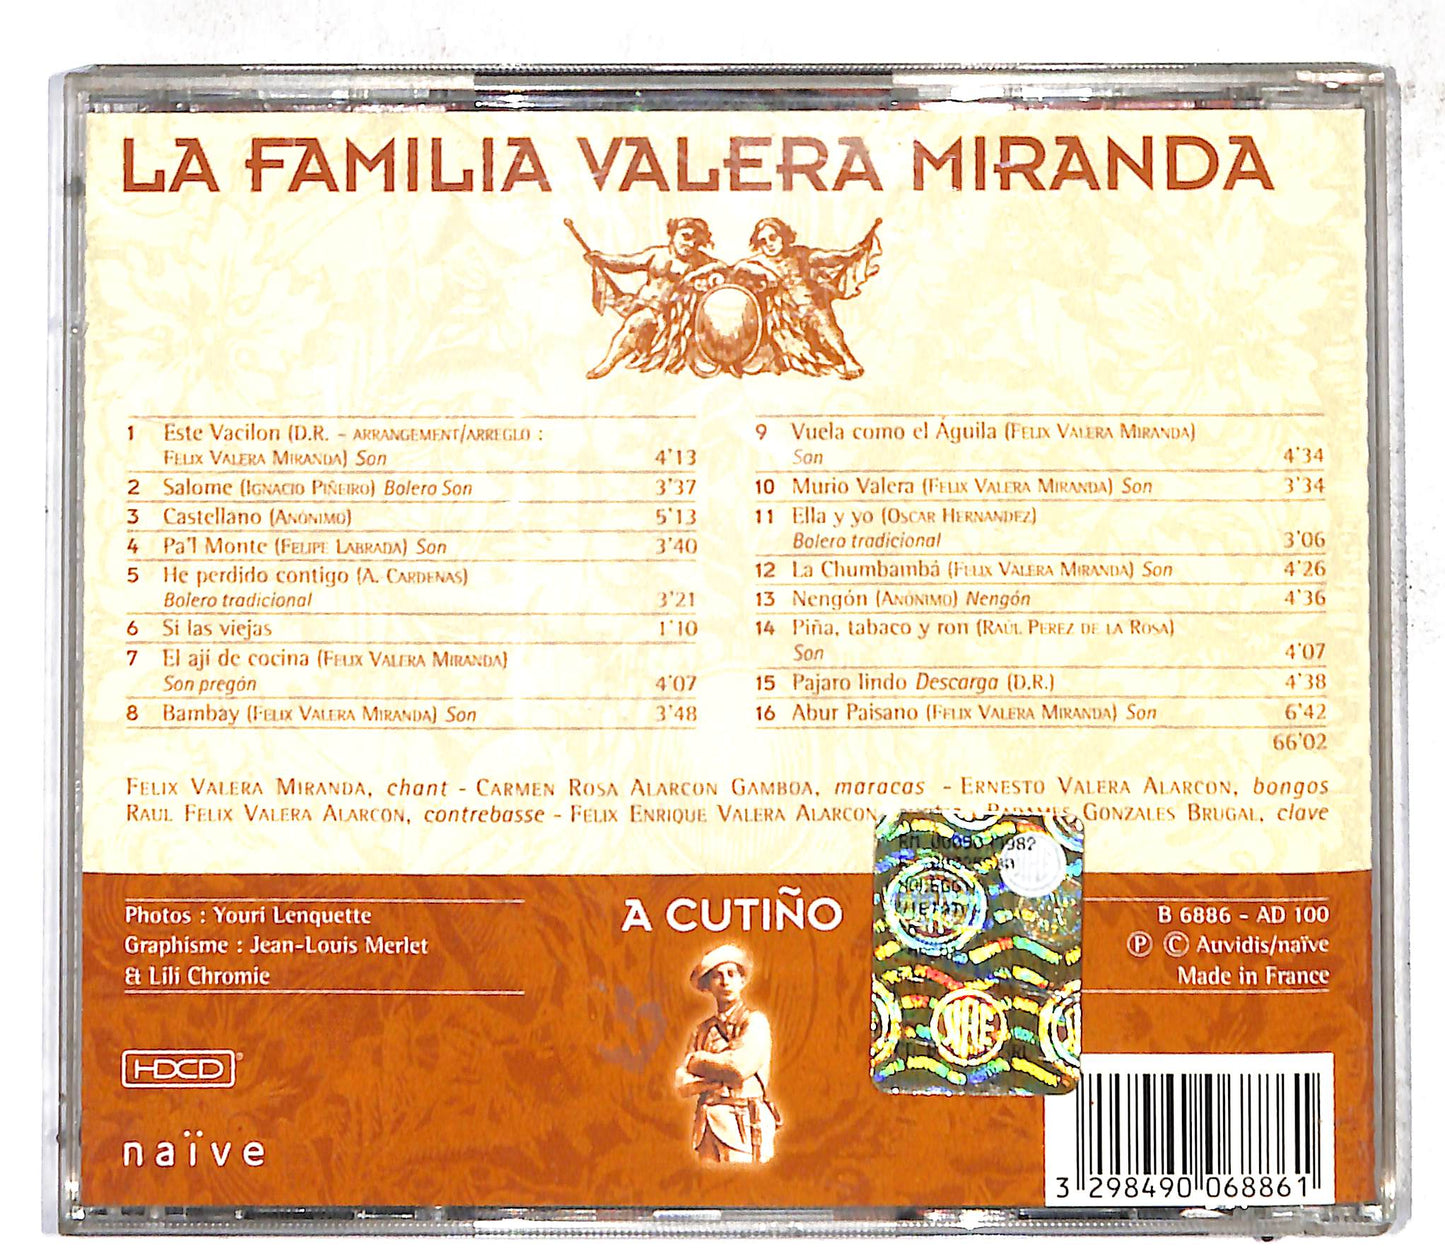 LA FAMILIA VALERA MIRANDA
1 Este Vacilon (D.R. - ARRANGEMENT/ARREGLO :
FELIX VALERA MIRANDA) Son 4'13
2 Salome (IGNACIO PIÑEIRO) Bolero Son 3'37
3 Castellano (ANÓNIMO) 5'13
4 Pa'l Monte (FELIPE LABRADA) Son 3'40
5 He perdido contigo (A. CARDENAS)
Bolero tradicional 3'21
6 Si las viejas 1'10
7 El ají de cocina (FELIX VALERA MIRANDA)
Son pregón 4'07
8 Bambay (FELIX VALERA MIRANDA) Son 3'48
9 Vuela como el Águila (FELIX VALERA MIRANDA)
Son 4'34
10 Murio Valera (FELIX VALERA MIRANDA) Son 3'34
11 Ella y yo (OSCAR HERNANDEZ)
Bolero tradicional 3'06
12 La Chumbambá (FELIX VALERA MIRANDA) Son 4'26
13 Nengón (ANÓNIMO) Nengón 4'36
14 Piña, tabaco y ron (RAÚL PEREZ DE LA ROSA)
Son 4'07
15 Pajaro lindo Descarga (D.R.) 4'38
16 Abur Paisano (FELIX VALERA MIRANDA) Son 6'42
66'02
FELIX VALERA MIRANDA, chant - CARMEN ROSA ALARCON GAMBOA, maracas - ERNESTO VALERA ALARCON, bongos
RAUL FELIX VALERA ALARCON, contrebasse - FELIX ENRIQUE VALERA ALARCON GONZALES BRUGAL, clave
Photos : Youri Lenquette
Graphisme : Jean-Louis Merlet
& Lili Chromie
A CUTIÑO
B 6886 - AD 100
Ⓟ © Auvidis/naïve
Made in France
HDCD
naïve
3 298490 068861